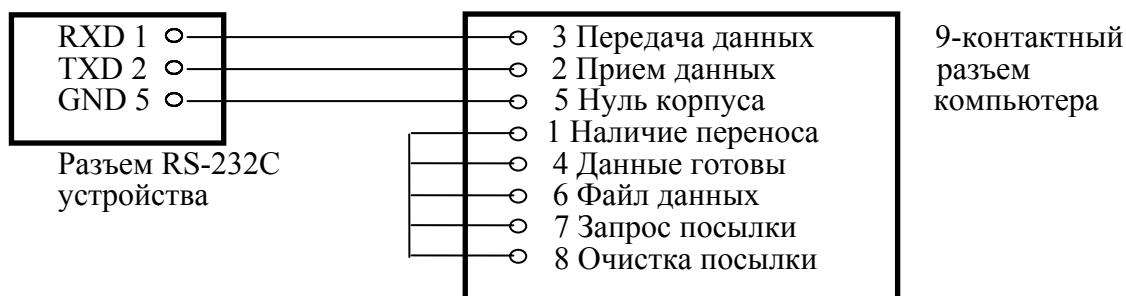 RXD 1
TXD 2
GND 5
Разъем RS-232C
устройства
3 Передача данных
2 Прием данных
5 Нуль корпуса
1 Наличие переноса
4 Данные готовы
6 Файл данных
7 Запрос посылки
8 Очистка посылки
9-контактный
разъем
компьютера